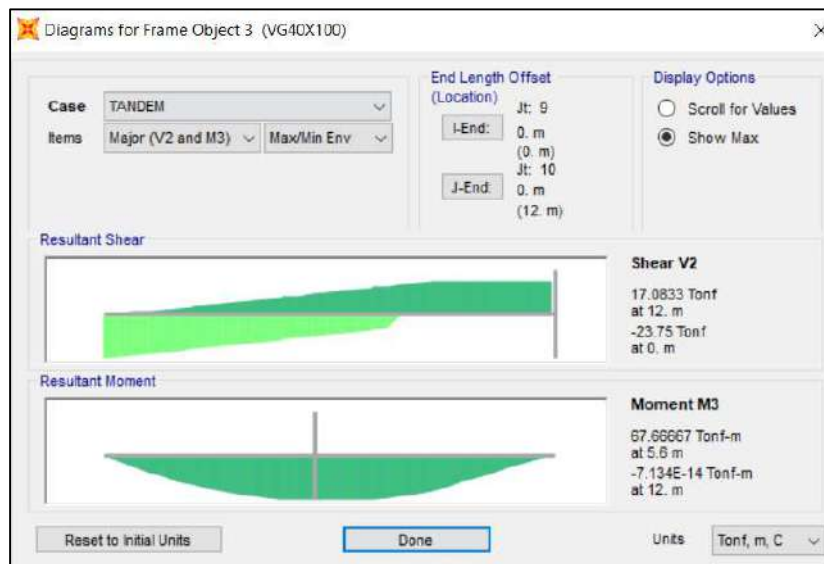 Diagrams for Frame Object 3 (VG40X100)
Case TANDEM
Items Major (V2 and M3) Max/Min Env
End Length Offset
(Location)
Jt: 9
I-End: 0. m
(0. m)
Jt: 10
J-End: 0. m
(12. m)
Display Options
Scroll for Values
Show Max
Resultant Shear
Shear V2
17.0833 Tonf
at 12. m
-23.75 Tonf
at 0. m
Resultant Moment
Moment M3
67.66667 Tonf-m
at 5.6 m
-7.134E-14 Tonf-m
at 12. m
Reset to Initial Units
Done
Units Tonf, m, C